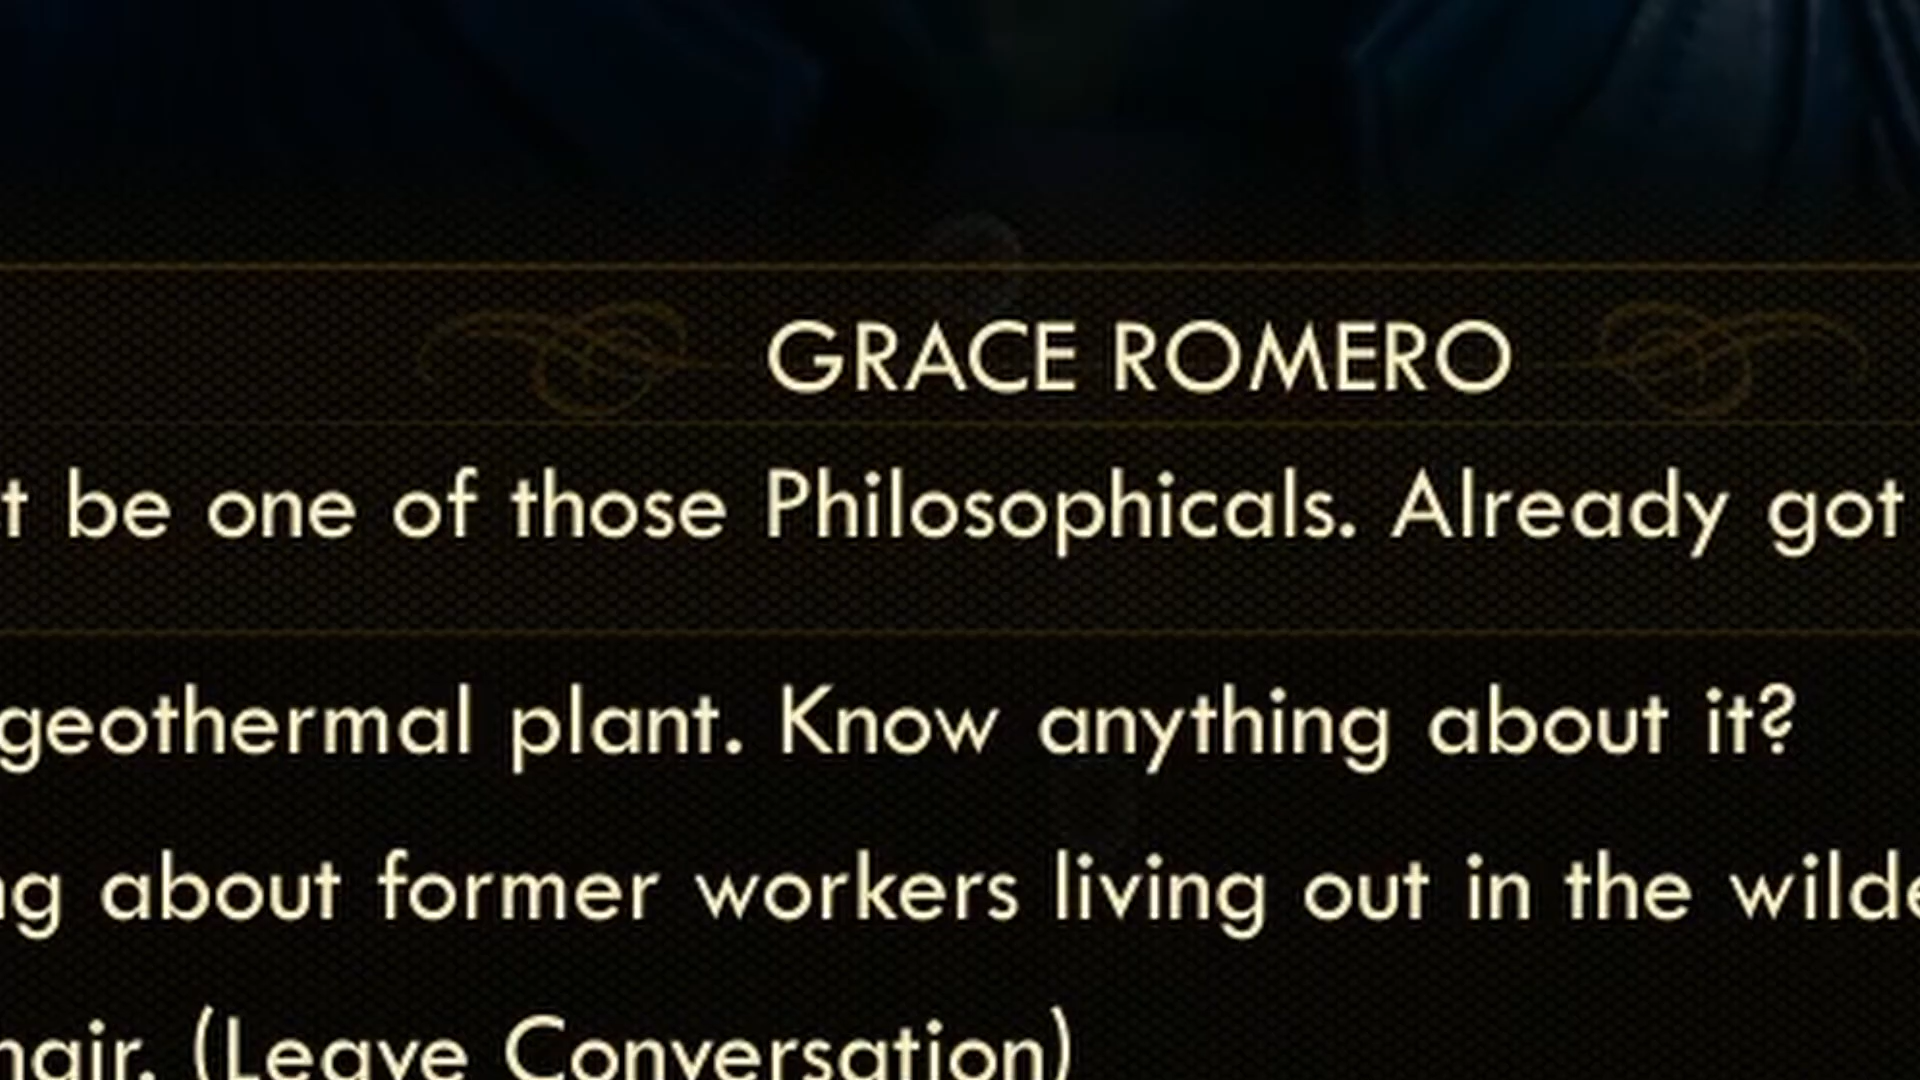 GRACE ROMERO
t be one of those Philosophicals. Already got
geothermal plant. Know anything about it?
ng about former workers living out in the wilde
hair. (Leave Conversation)